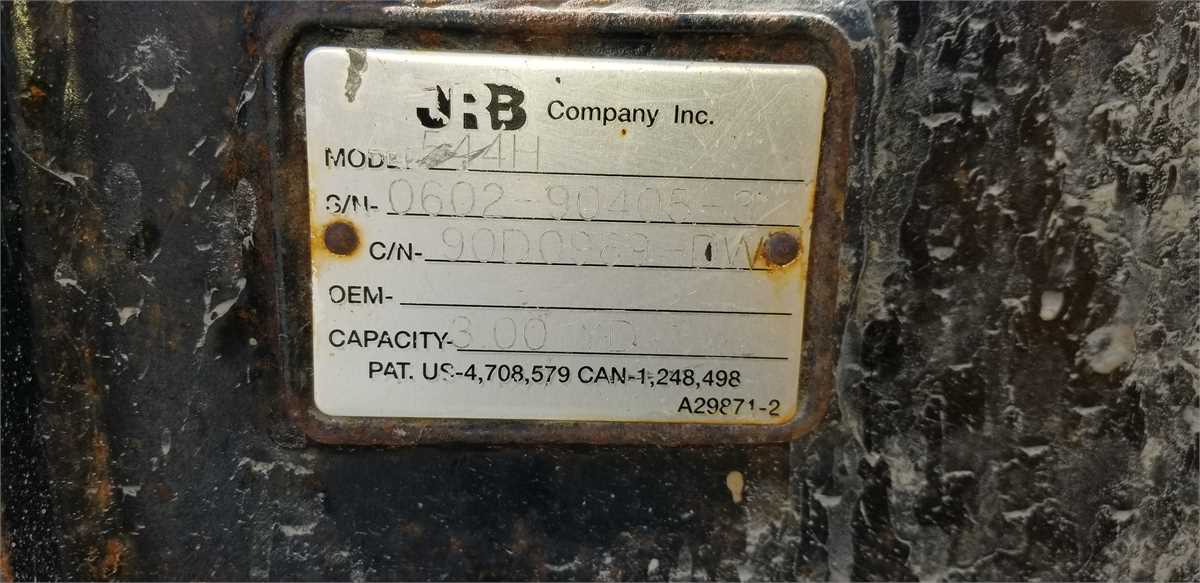 JRB Company Inc.
MODEL 544H
S/N- 0602-90405-3
C/N-
OEM-
CAPACITY- 3.00 YD.
PAT. US-4,708,579 CAN-1,248,498
A29871-2